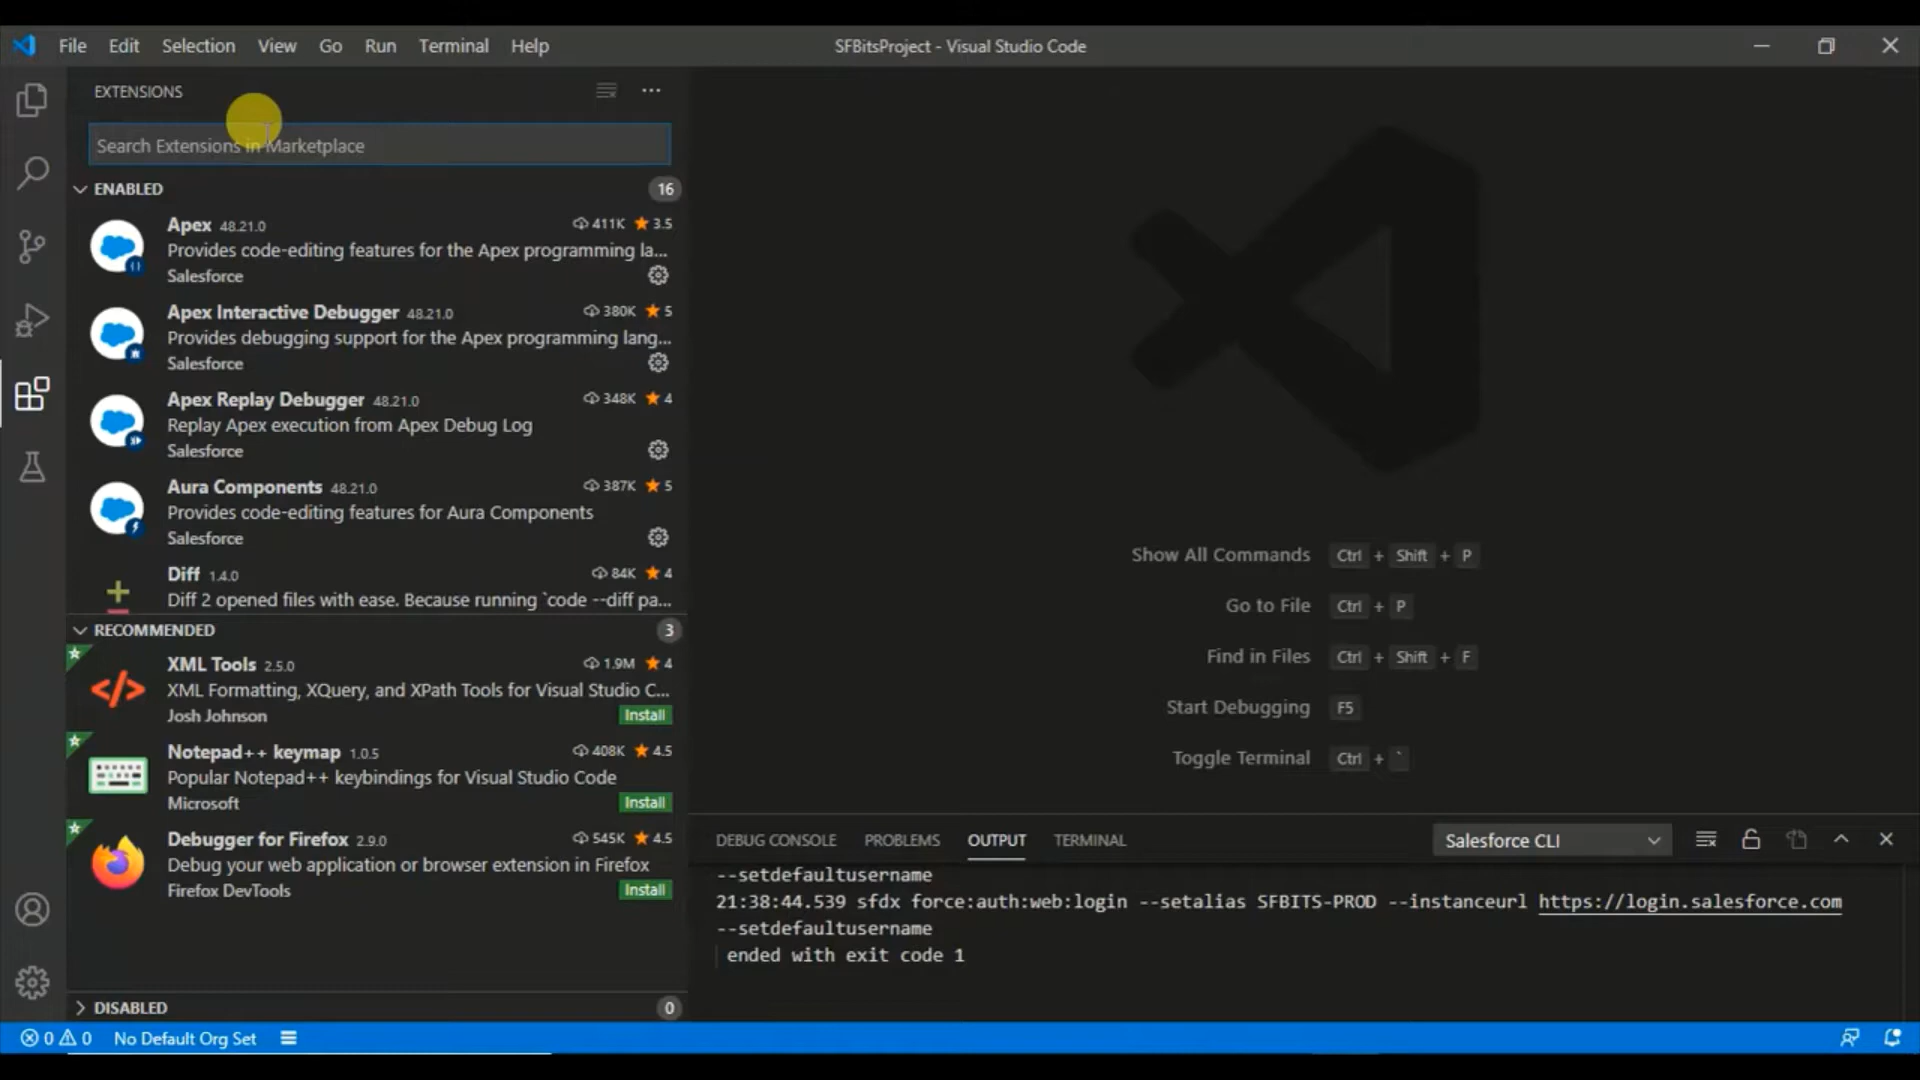 File Edit Selection View Go Run Terminal Help
SFBitsProject - Visual Studio Code
EXTENSIONS
Search Extensions in Marketplace
ENABLED 16
Apex 48.21.0 411K 3.5
Provides code-editing features for the Apex programming la...
Salesforce
Apex Interactive Debugger 48.21.0 380K 5
Provides debugging support for the Apex programming lang...
Salesforce
Apex Replay Debugger 48.21.0 348K 4
Replay Apex execution from Apex Debug Log
Salesforce
Aura Components 48.21.0 387K 5
Provides code-editing features for Aura Components
Salesforce
Diff 1.4.0 84K 4
Diff 2 opened files with ease. Because running `code --diff pa...
RECOMMENDED 3
XML Tools 2.5.0 1.9M 4
XML Formatting, XQuery, and XPath Tools for Visual Studio C...
Josh Johnson Install
Notepad++ keymap 1.0.5 408K 4.5
Popular Notepad++ keybindings for Visual Studio Code
Microsoft Install
Debugger for Firefox 2.9.0 545K 4.5
Debug your web application or browser extension in Firefox
Firefox DevTools Install
DISABLED 0
Show All Commands Ctrl + Shift + P
Go to File Ctrl + P
Find in Files Ctrl + Shift + F
Start Debugging F5
Toggle Terminal Ctrl + `
DEBUG CONSOLE PROBLEMS OUTPUT TERMINAL Salesforce CLI
--setdefaultusername
21:38:44.539 sfdx force:auth:web:login --setalias SFBITS-PROD --instanceurl https://login.salesforce.com
--setdefaultusername
ended with exit code 1
0 0 No Default Org Set